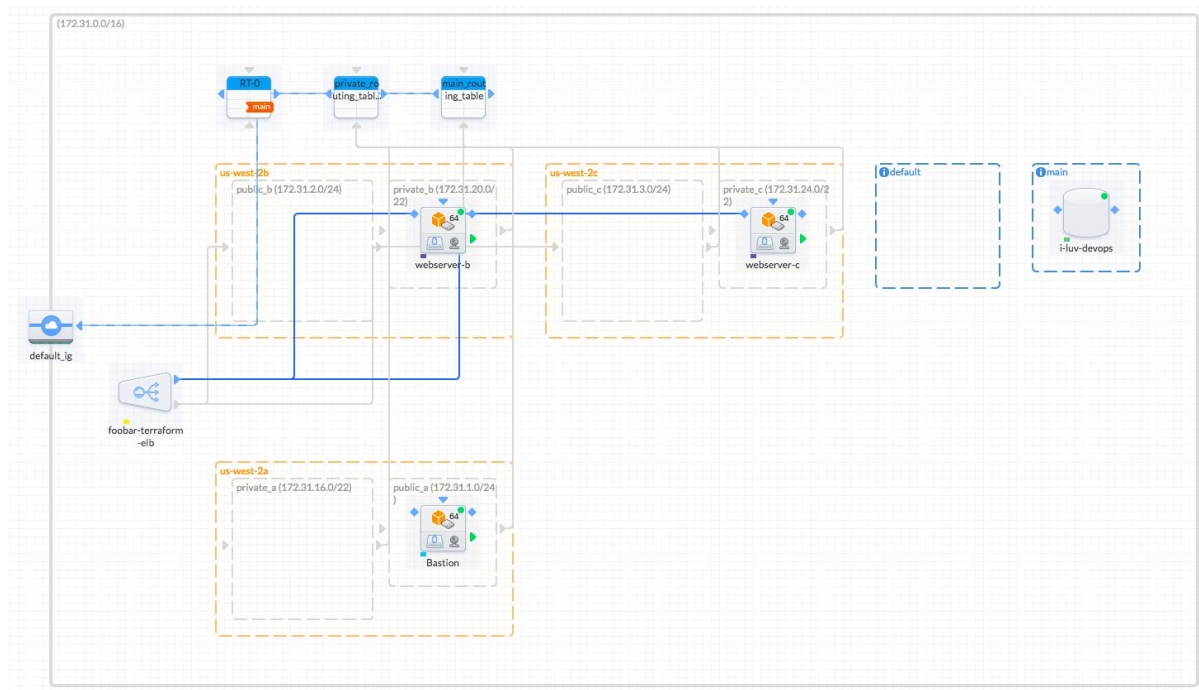 (172.31.0.0/16)
RT-0
main
private_ro
uting_tabl...
main_rout
ing_table
us-west-2b
public_b (172.31.2.0/24)
private_b (172.31.20.0/
22)
64
webserver-b
us-west-2c
public_c (172.31.3.0/24)
private_c (172.31.24.0/2
2)
64
webserver-c
default
main
i-luv-devops
default_ig
foobar-terraform
-elb
us-west-2a
private_a (172.31.16.0/22)
public_a (172.31.1.0/24
)
64
Bastion